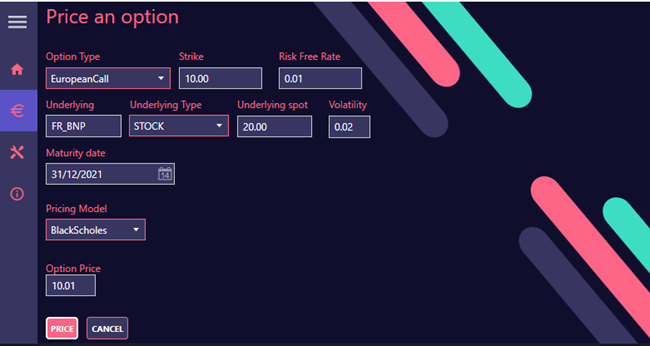 Price an option
Option Type Strike Risk Free Rate
EuropeanCall 10.00 0.01
Underlying Underlying Type Underlying spot Volatility
FR_BNP STOCK 20.00 0.02
Maturity date
31/12/2021 14
Pricing Model
BlackScholes
Option Price
10.01
PRICE CANCEL